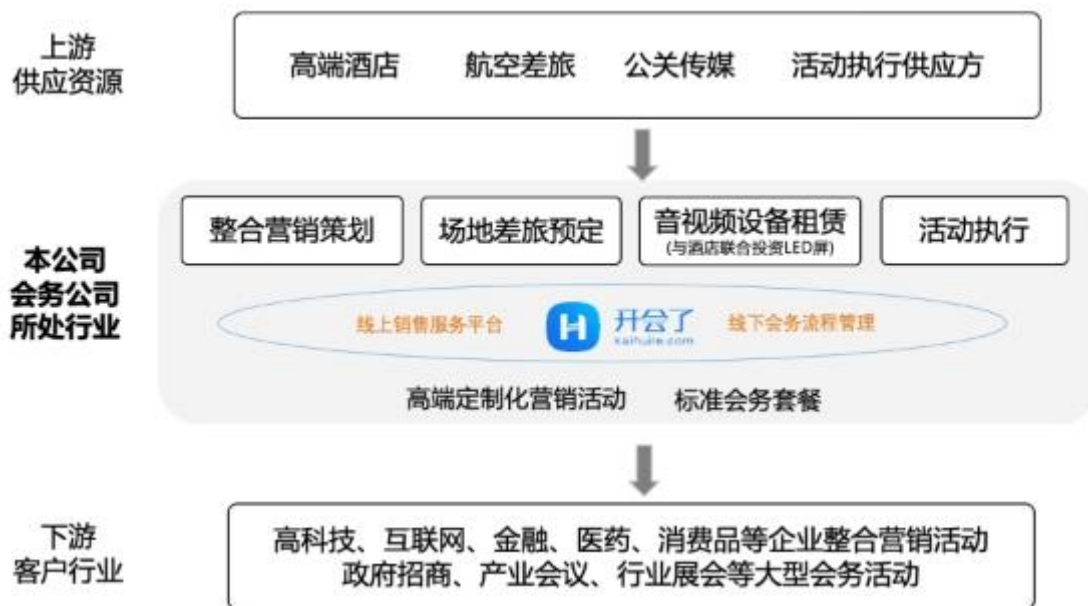 上游
供应资源
高端酒店 航空差旅 公关传媒 活动执行供应方
本公司
会务公司
所处行业
整合营销策划 场地差旅预定 音视频设备租赁 活动执行
(与酒店联合投资LED屏)
线上销售服务平台 开会了 线下会务流程管理
kaihuile.com
高端定制化营销活动 标准会务套餐
下游
客户行业
高科技、互联网、金融、医药、消费品等企业整合营销活动
政府招商、产业会议、行业展会等大型会务活动